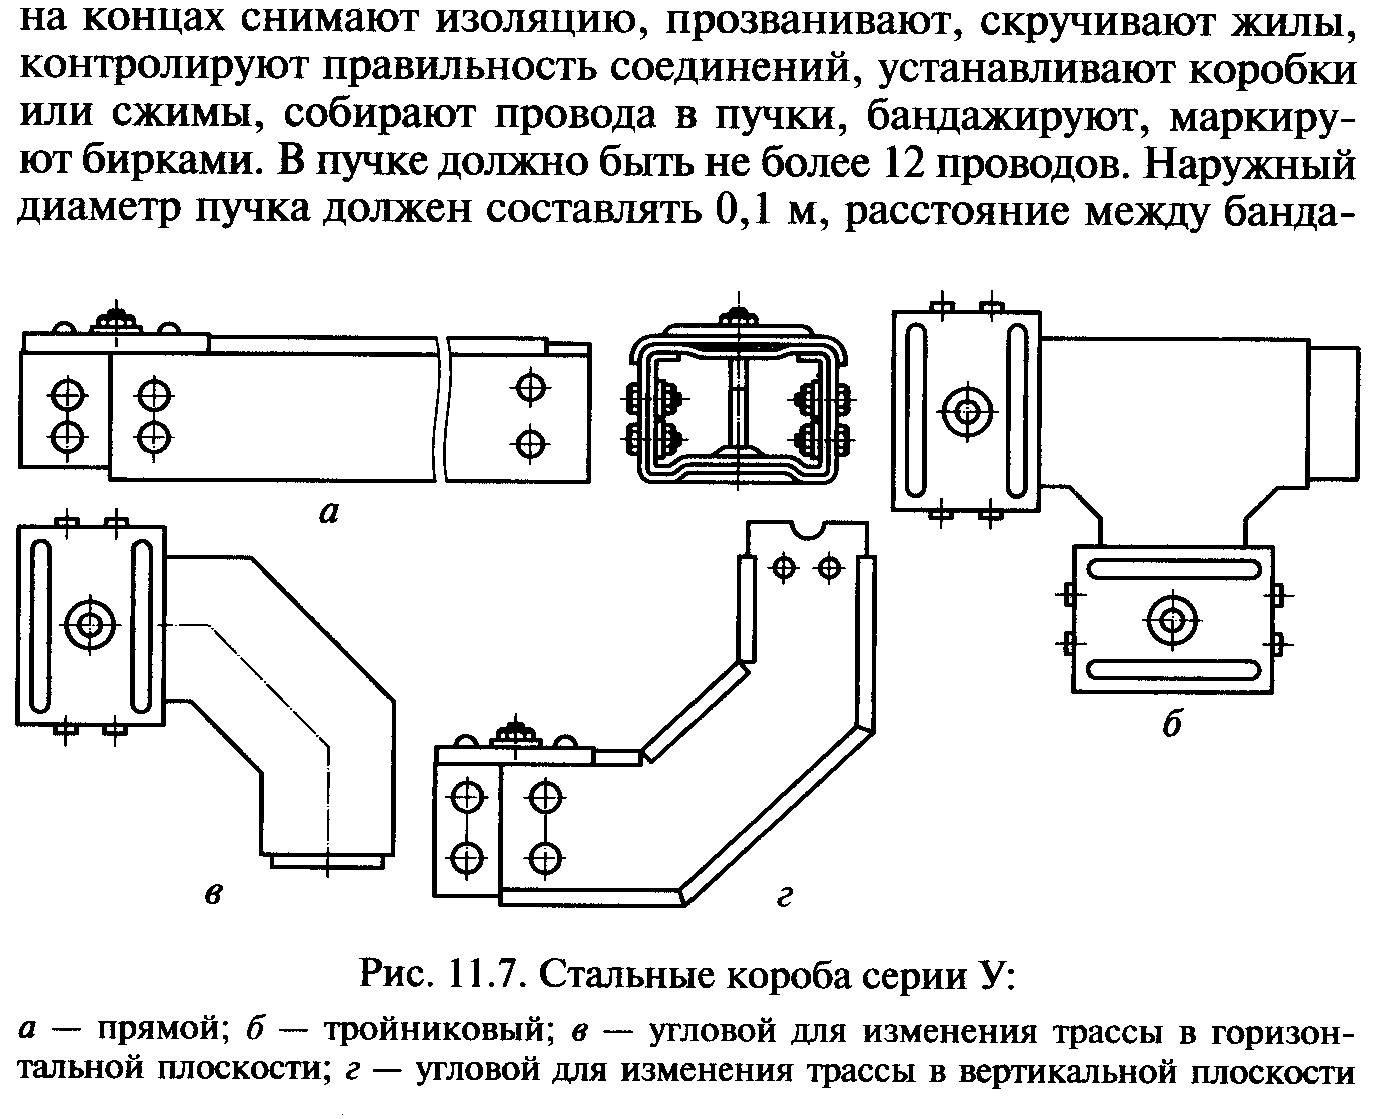 на концах снимают изоляцию, прозванивают, скручивают жилы,
контролируют правильность соединений, устанавливают коробки
или сжимы, собирают провода в пучки, бандажируют, маркиру-
ют бирками. В пучке должно быть не более 12 проводов. Наружный
диаметр пучка должен составлять 0,1 м, расстояние между банда-
а
б
в
г
Рис. 11.7. Стальные короба серии У:
а — прямой; б — тройниковый; в — угловой для изменения трассы в горизон-
тальной плоскости; г — угловой для изменения трассы в вертикальной плоскости